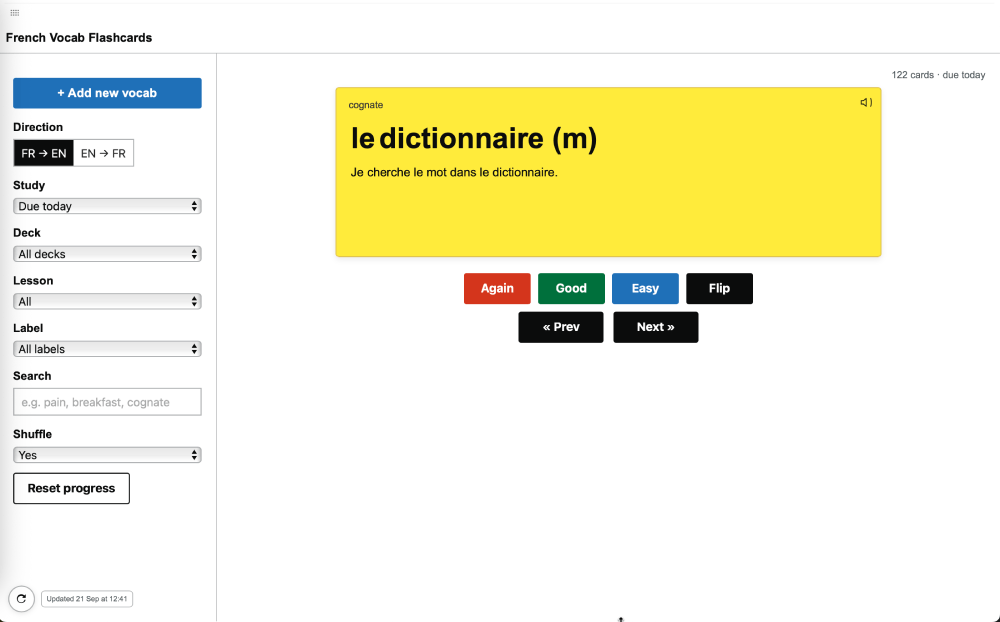 French Vocab Flashcards
+ Add new vocab
Direction
FR → EN EN → FR
Study
Due today
Deck
All decks
Lesson
All
Label
All labels
Search
e.g. pain, breakfast, cognate
Shuffle
Yes
Reset progress
Updated 21 Sep at 12:41
122 cards · due today
cognate
le dictionnaire (m)
Je cherche le mot dans le dictionnaire.
Again Good Easy Flip
« Prev Next »